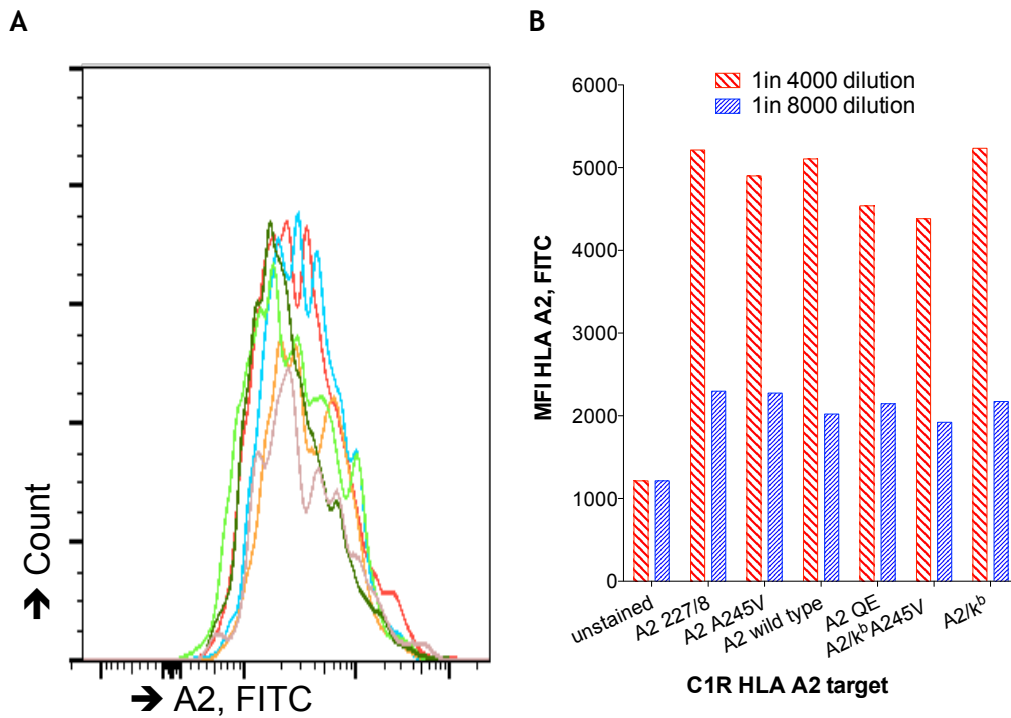 A
➔ Count
➔ A2, FITC
B
1in 4000 dilution
1in 8000 dilution
MFI HLA A2, FITC
6000
5000
4000
3000
2000
1000
0
unstained
A2 227/8
A2 A245V
A2 wild type
A2 QE
A2/kᵇ A245V
A2/kᵇ
C1R HLA A2 target